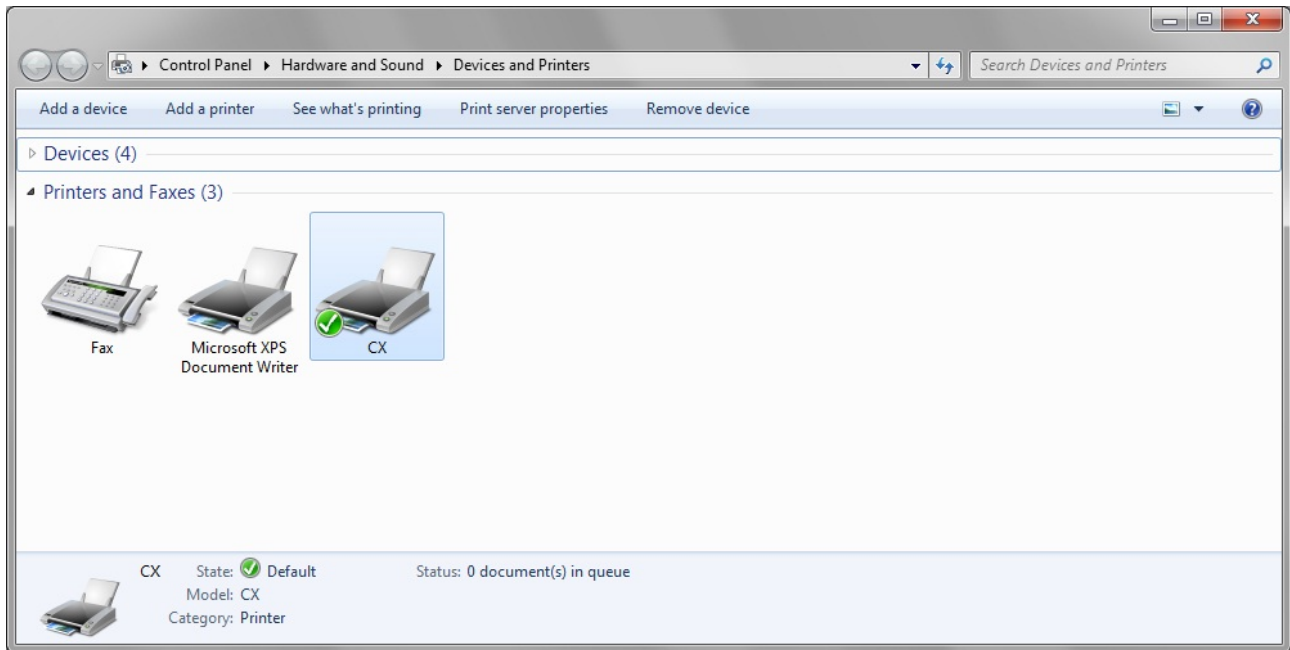 Control Panel Hardware and Sound Devices and Printers Search Devices and Printers
Add a device Add a printer See what's printing Print server properties Remove device
Devices (4)
Printers and Faxes (3)
Fax
Microsoft XPS
Document Writer
CX
CX State: Default Status: 0 document(s) in queue
Model: CX
Category: Printer